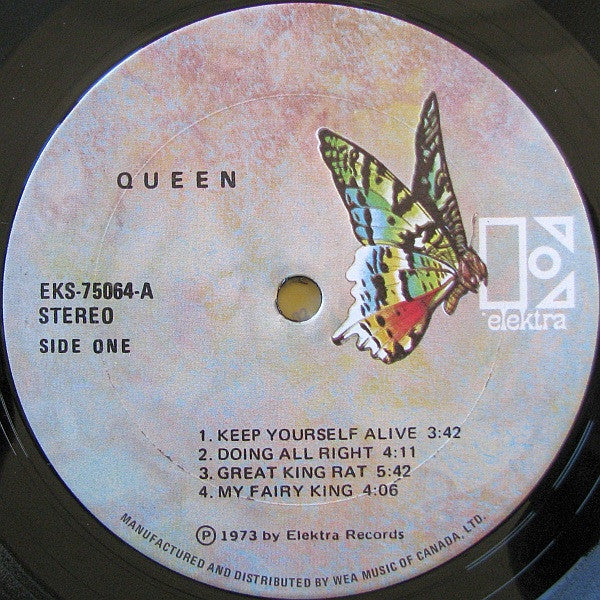 QUEEN
elektra
EKS-75064-A
STEREO
SIDE ONE
1. KEEP YOURSELF ALIVE 3:42
2. DOING ALL RIGHT 4:11
3. GREAT KING RAT 5:42
4. MY FAIRY KING 4:06
℗ 1973 by Elektra Records
MANUFACTURED AND DISTRIBUTED BY WEA MUSIC OF CANADA, LTD.